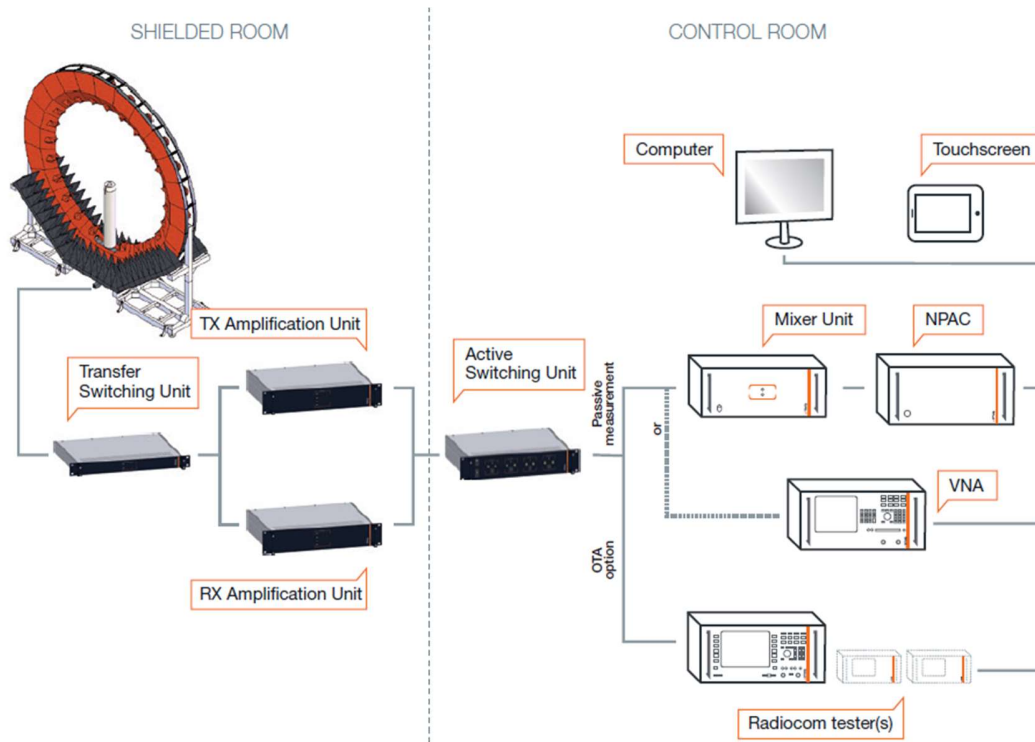 SHIELDED ROOM
CONTROL ROOM
Computer
Touchscreen
TX Amplification Unit
Mixer Unit
NPAC
Transfer
Switching Unit
Active
Switching Unit
Passive
measurement
or
VNA
RX Amplification Unit
OTA
option
Radiocom tester(s)